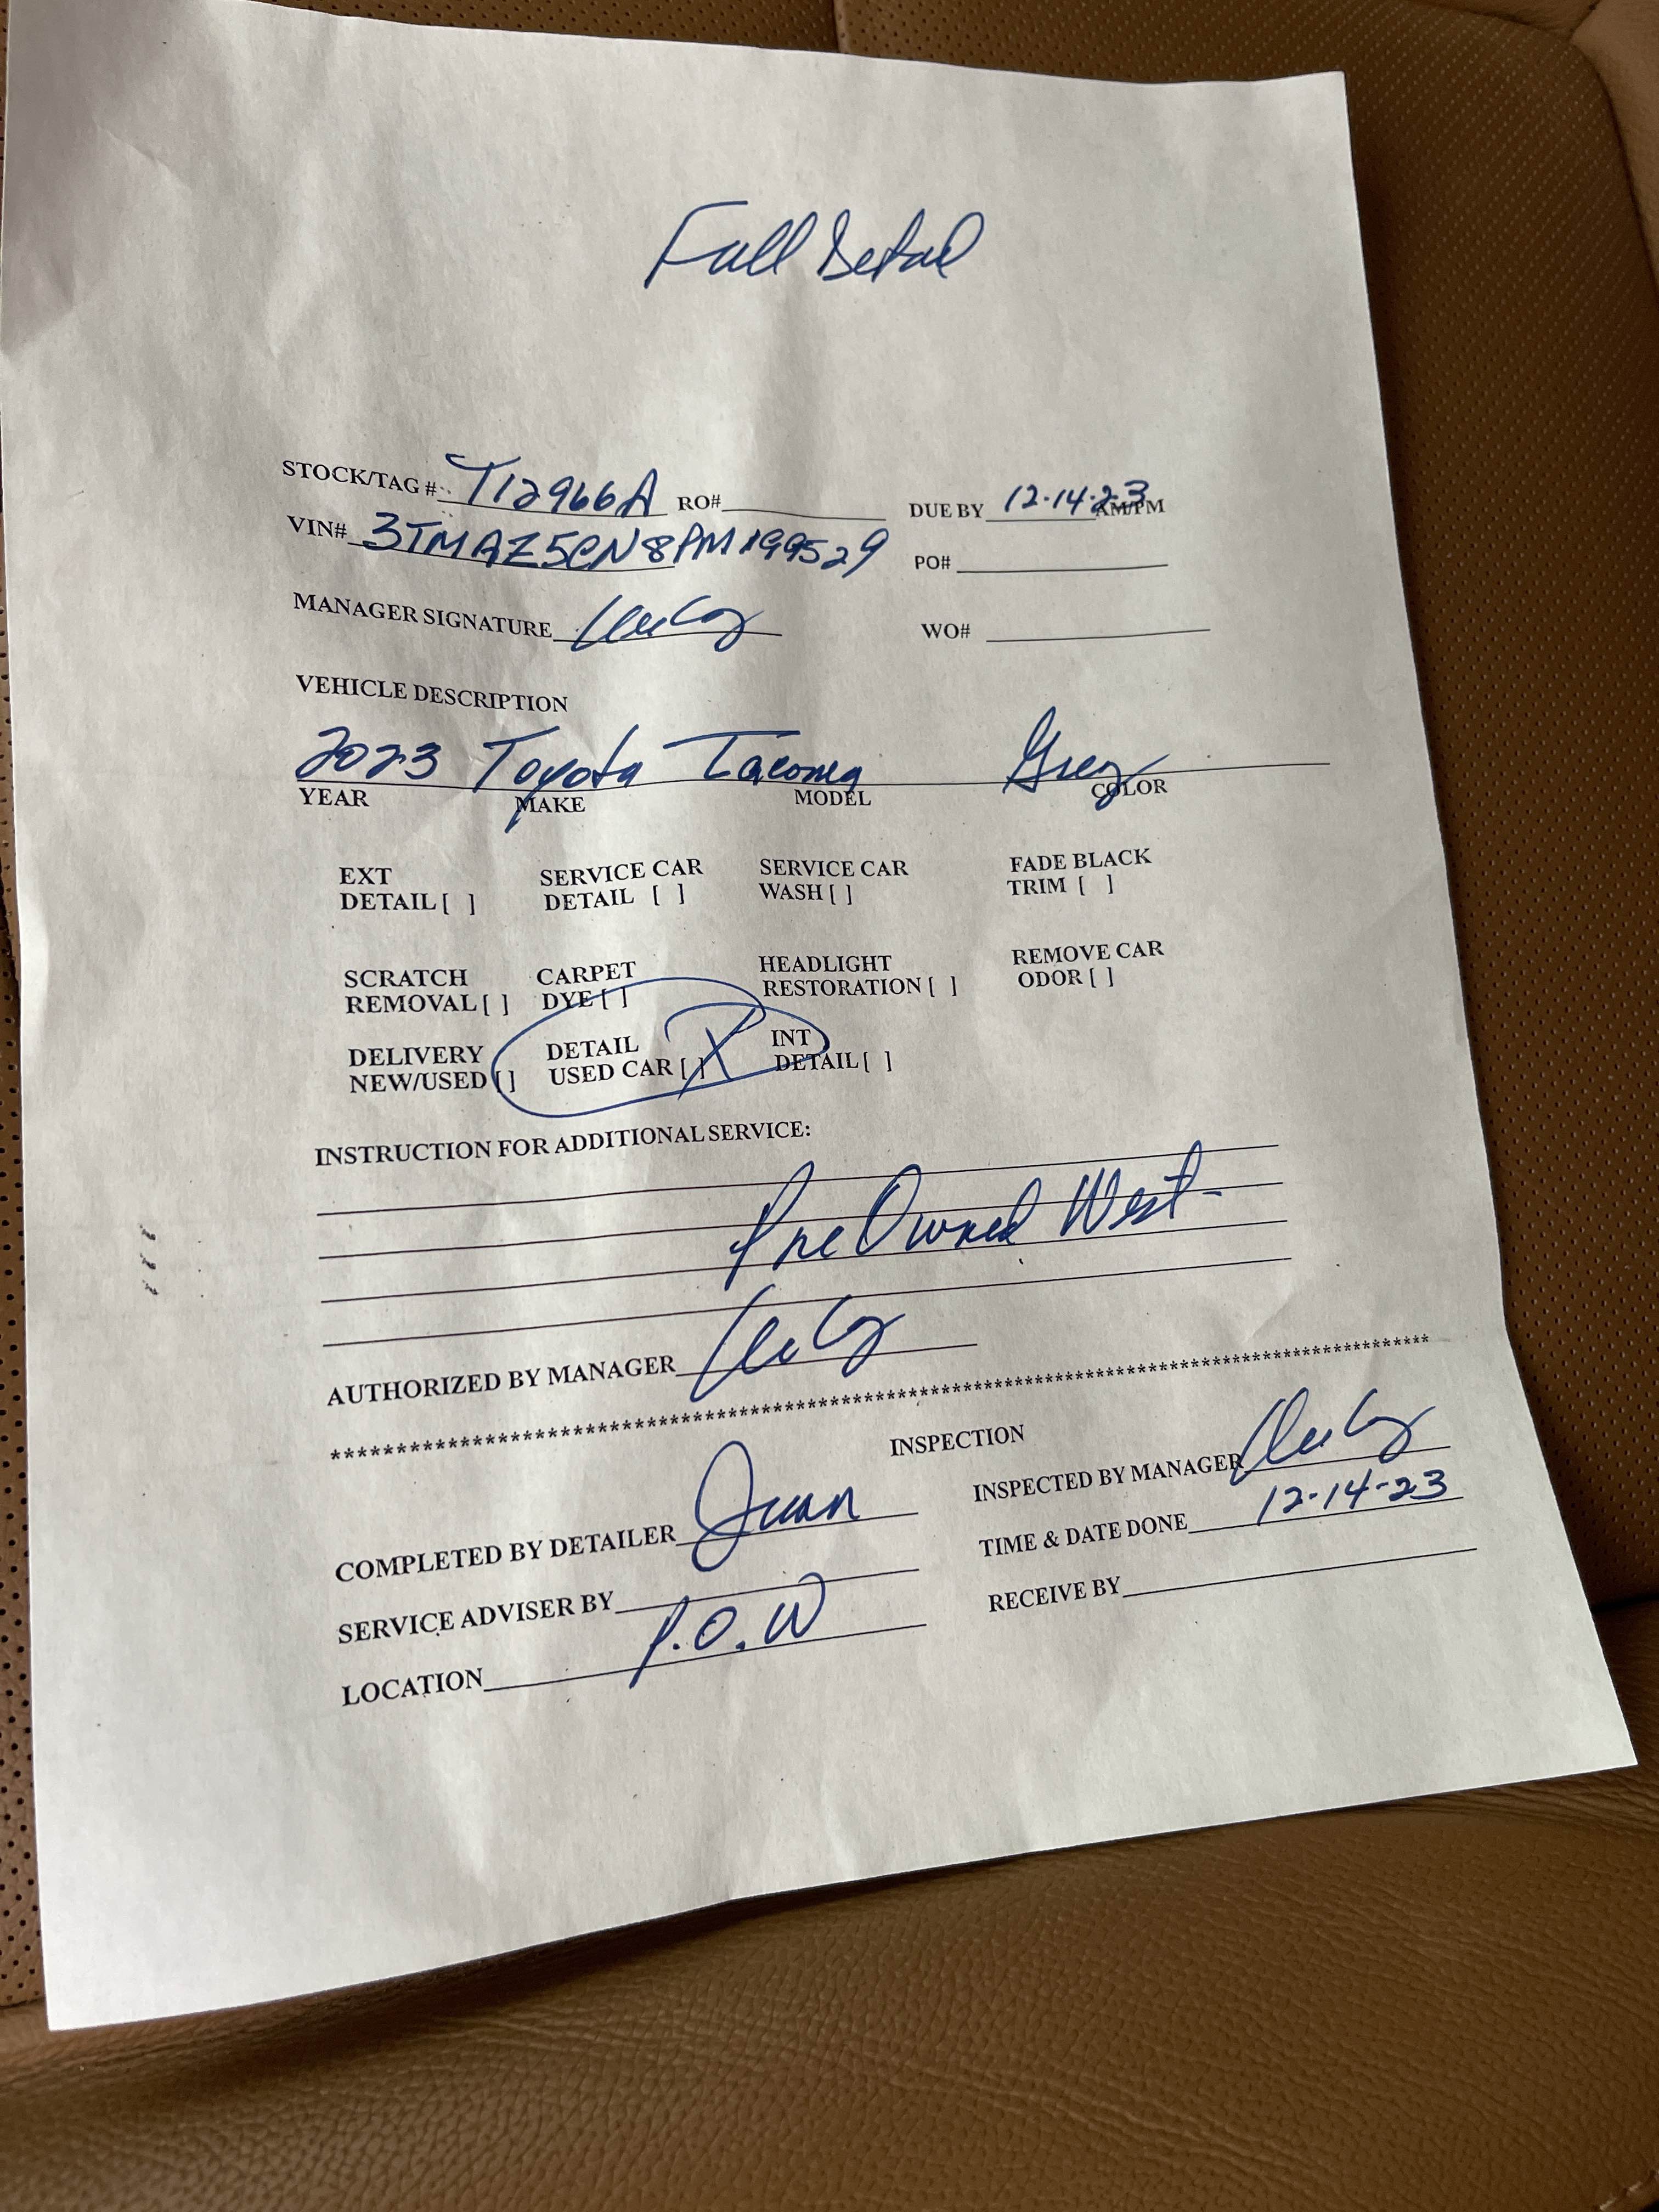 Full Detail
STOCK/TAG # T12966A RO# DUE BY 12-14-23 AM/PM
VIN# 3TMAZ5CN8PM199529 PO#
MANAGER SIGNATURE WO#
VEHICLE DESCRIPTION
2023 Toyota Tacoma Grey
YEAR MAKE MODEL COLOR
EXT SERVICE CAR SERVICE CAR FADE BLACK
DETAIL [ ] DETAIL [ ] WASH [ ] TRIM [ ]
SCRATCH CARPET HEADLIGHT REMOVE CAR
REMOVAL [ ] DYE [ ] RESTORATION [ ] ODOR [ ]
DELIVERY DETAIL INT
NEW/USED [ ] USED CAR [ ] X DETAIL [ ]
INSTRUCTION FOR ADDITIONAL SERVICE:
Pre Owned West
AUTHORIZED BY MANAGER
INSPECTION
COMPLETED BY DETAILER Juan INSPECTED BY MANAGER
SERVICE ADVISER BY TIME & DATE DONE 12-14-23
LOCATION P.O.W RECEIVE BY